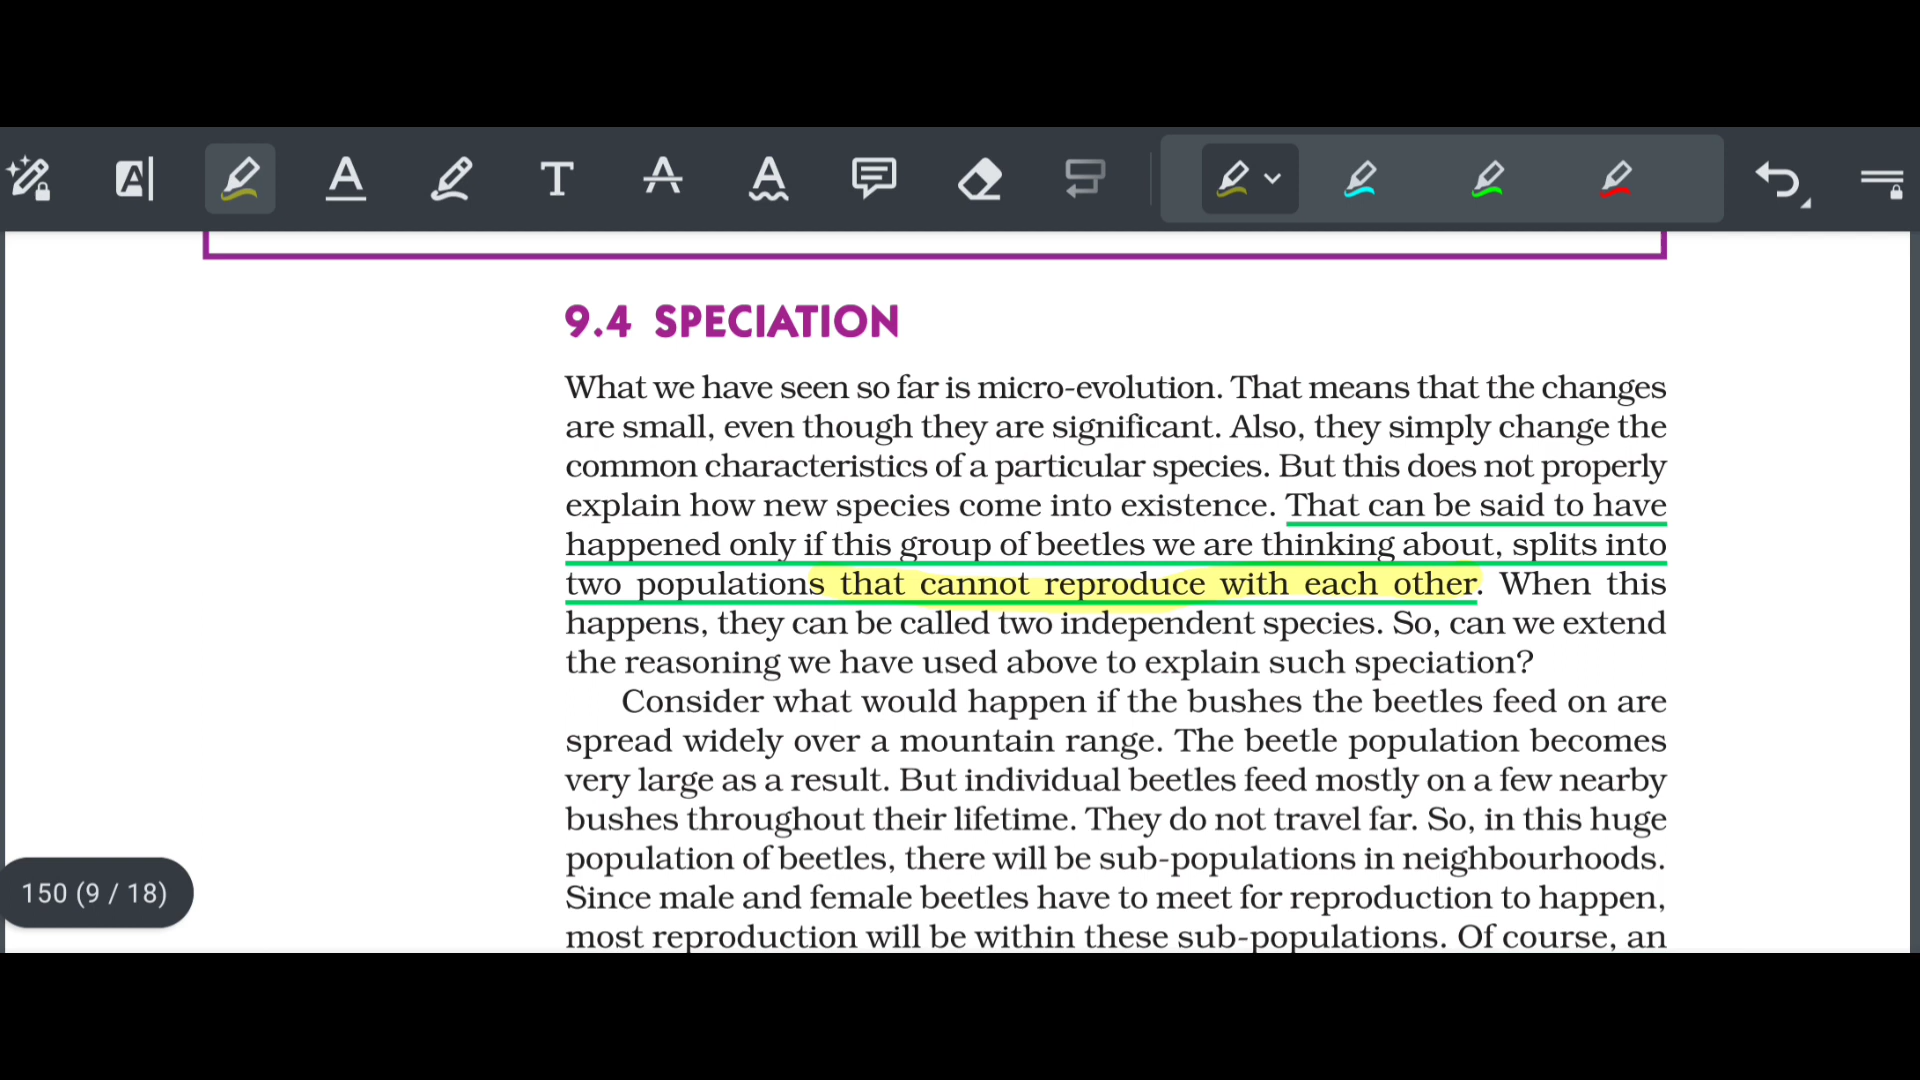 9.4 SPECIATION
What we have seen so far is micro-evolution. That means that the changes
are small, even though they are significant. Also, they simply change the
common characteristics of a particular species. But this does not properly
explain how new species come into existence. That can be said to have
happened only if this group of beetles we are thinking about, splits into
two populations that cannot reproduce with each other. When this
happens, they can be called two independent species. So, can we extend
the reasoning we have used above to explain such speciation?
Consider what would happen if the bushes the beetles feed on are
spread widely over a mountain range. The beetle population becomes
very large as a result. But individual beetles feed mostly on a few nearby
bushes throughout their lifetime. They do not travel far. So, in this huge
population of beetles, there will be sub-populations in neighbourhoods.
Since male and female beetles have to meet for reproduction to happen,
most reproduction will be within these sub-populations. Of course, an
150 (9 / 18)